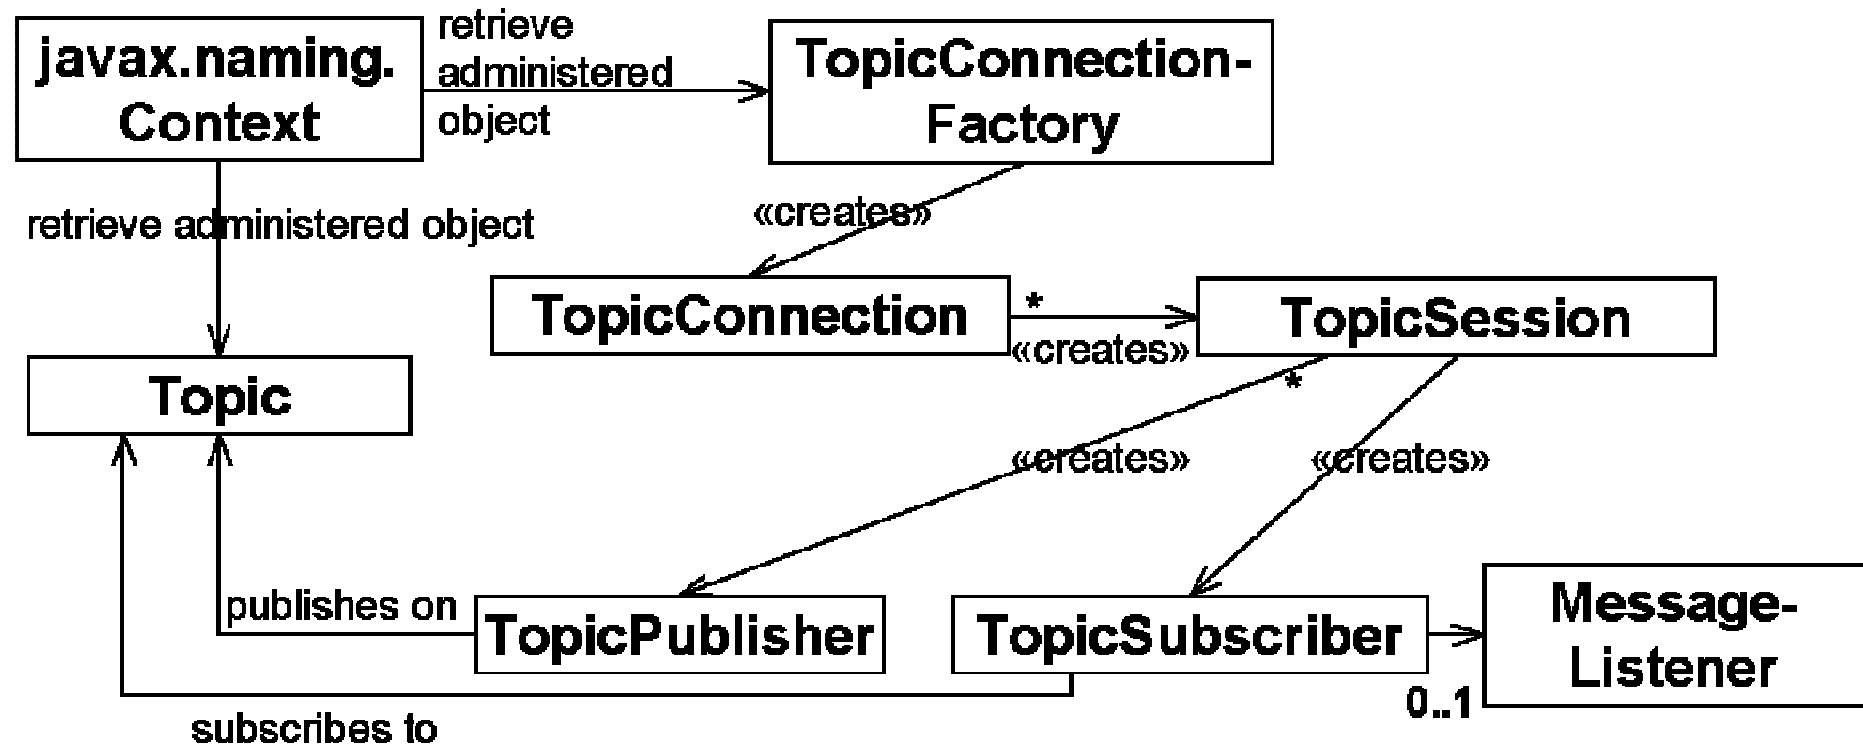 javax.naming.
Context
retrieve
administered
object
TopicConnection-
Factory
retrieve administered object
«creates»
TopicConnection
*
«creates»
TopicSession
Topic
*
«creates»
«creates»
publishes on
TopicPublisher
TopicSubscriber
Message-
Listener
0..1
subscribes to